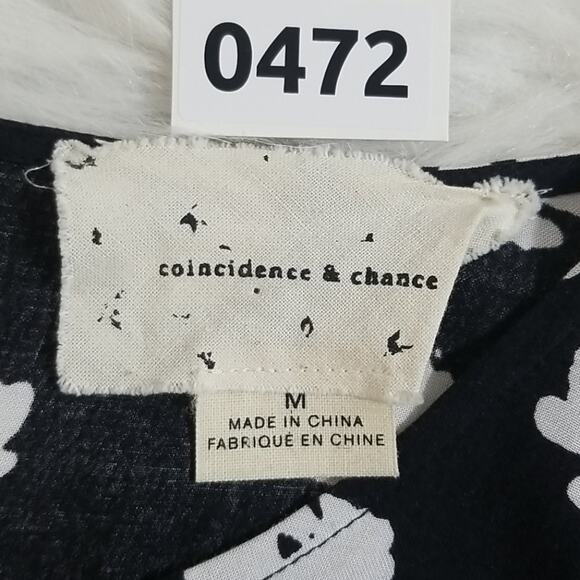 0472
coincidence & chance
M
MADE IN CHINA
FABRIQUÉ EN CHINE